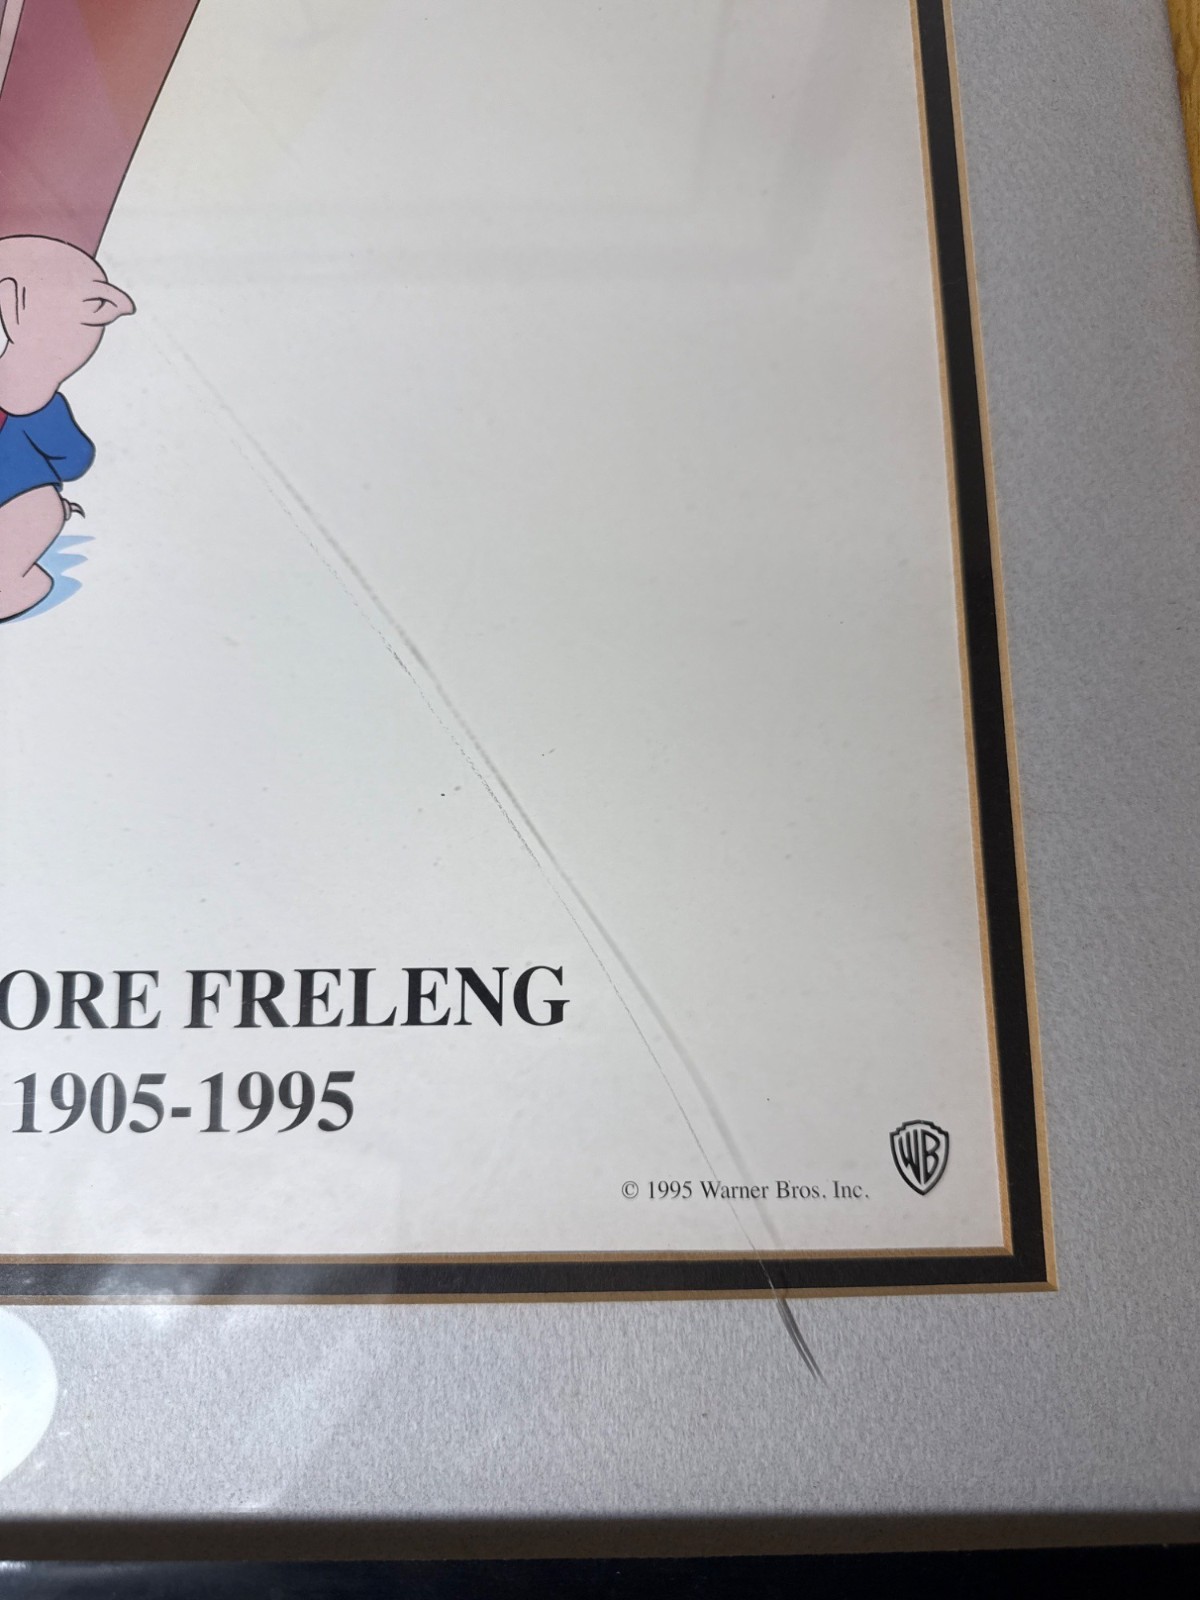 ORE FRELENG
1905-1995
© 1995 Warner Bros. Inc.
WB